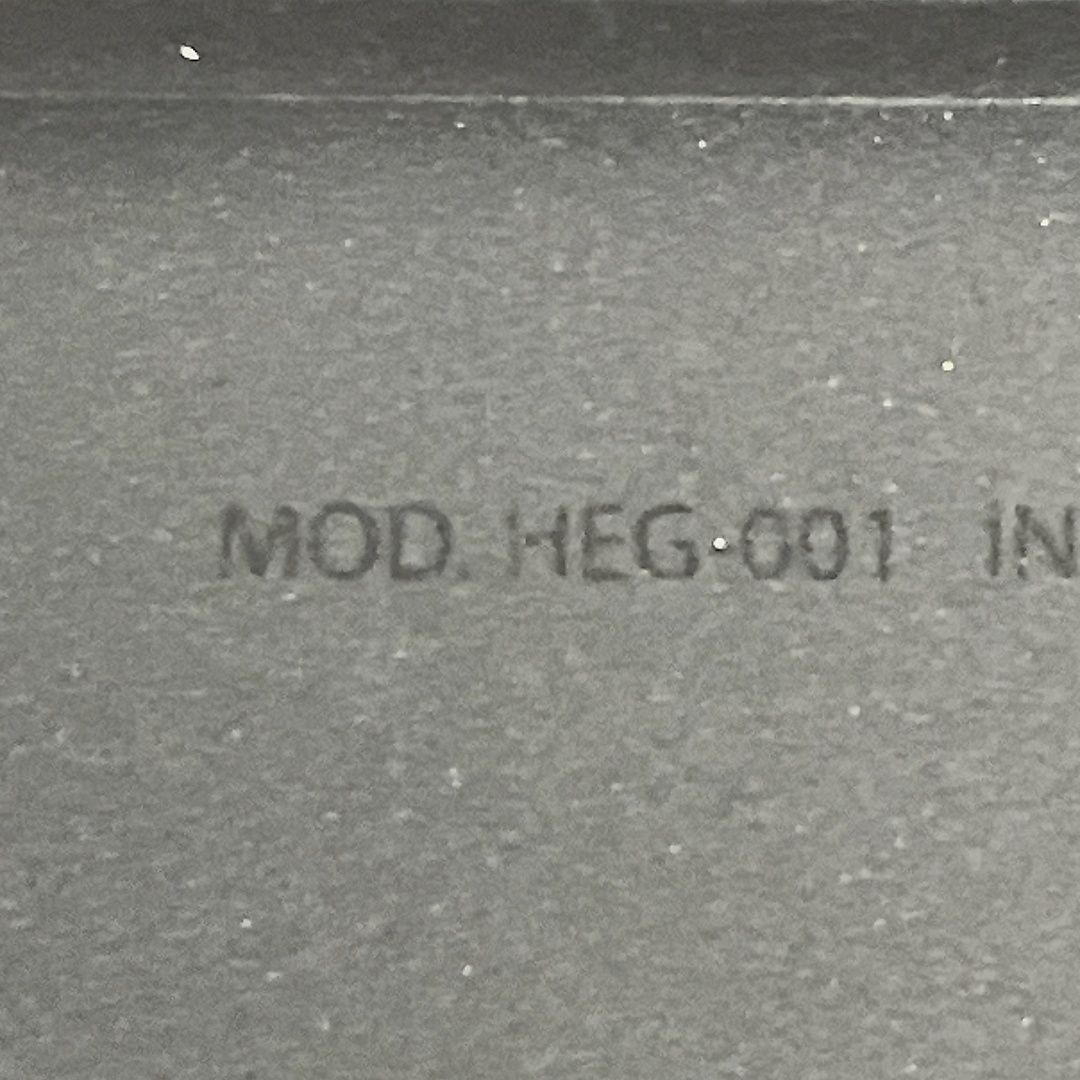 MOD. HEG-001 IN